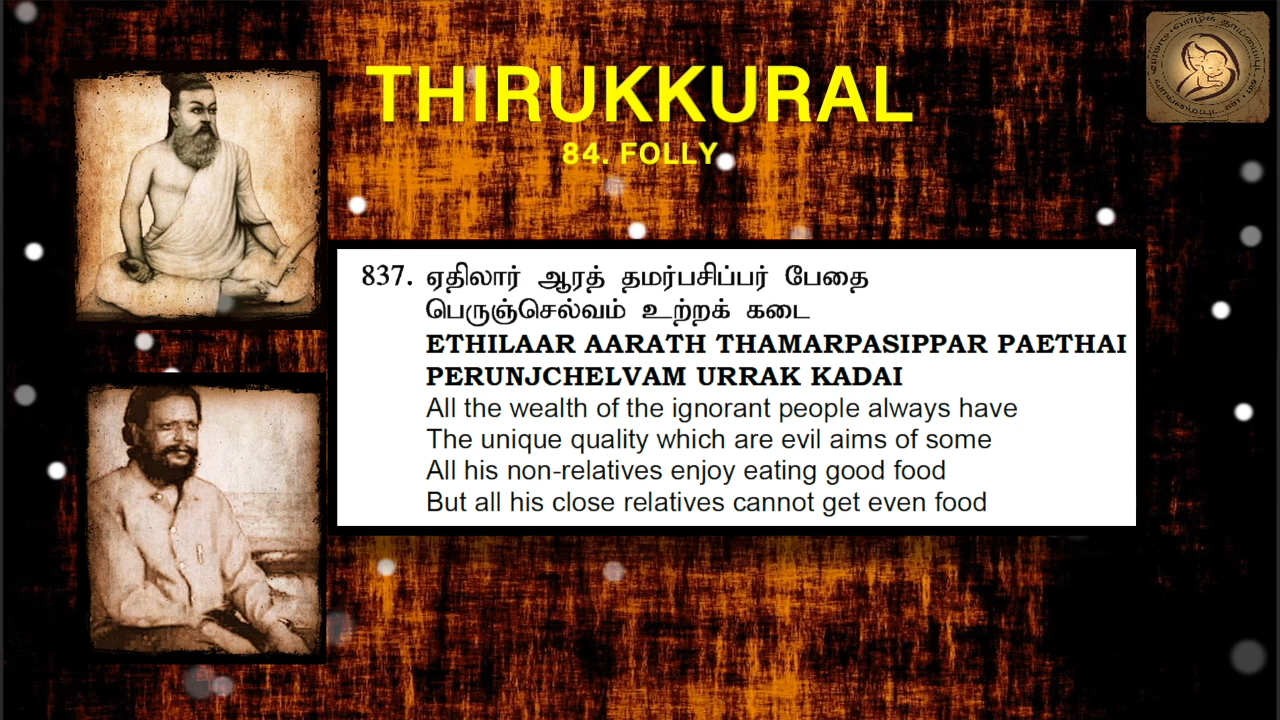 THIRUKKURAL
84. FOLLY
837. ஏதிலார் ஆரத் தமர்பசிப்பர் பேதை
பெருஞ்செல்வம் உற்றக் கடை
ETHILAAR AARATH THAMARPASIPPAR PAETHAI
PERUNJCHELVAM URRAK KADAI
All the wealth of the ignorant people always have
The unique quality which are evil aims of some
All his non-relatives enjoy eating good food
But all his close relatives cannot get even food